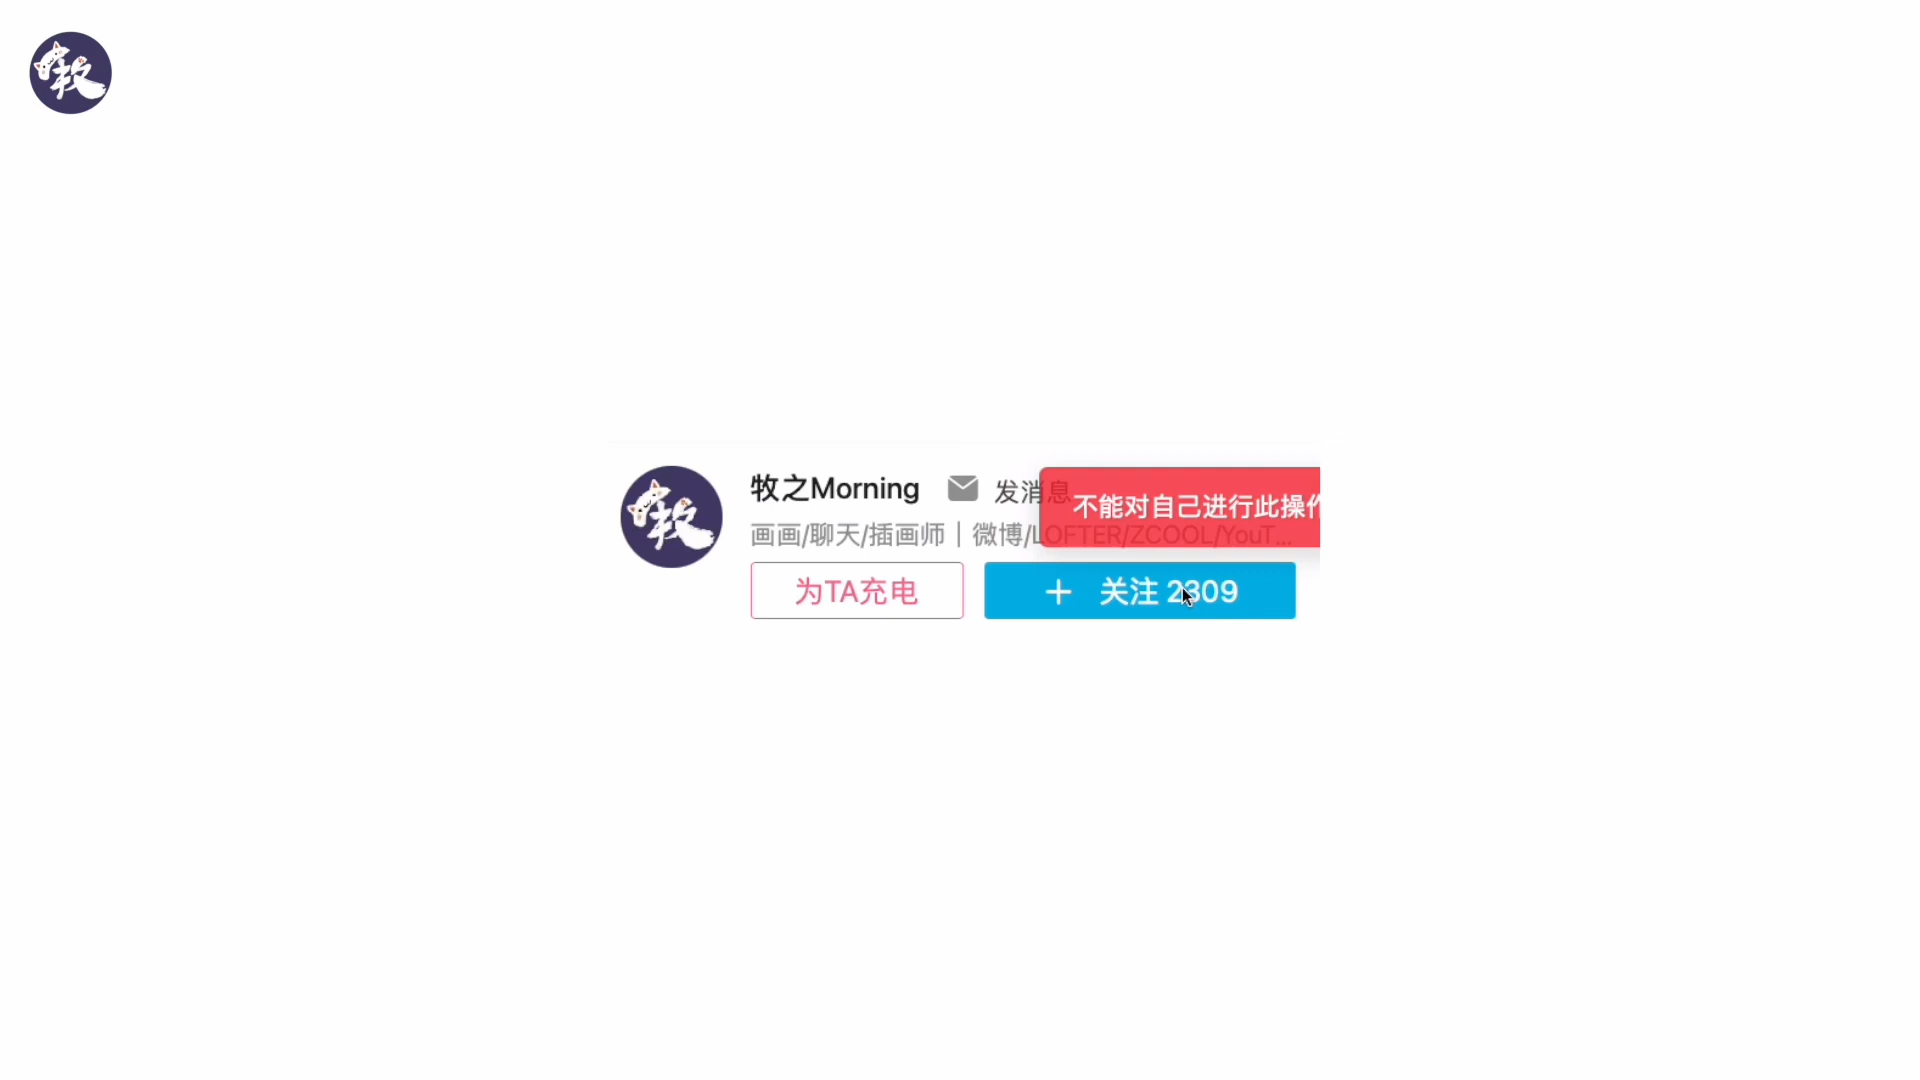 牧
牧之Morning 发消息
不能对自己进行此操作
画画/聊天/插画师｜微博/LOFTER/ZCOOL/YouT...
为TA充电
+ 关注 2309